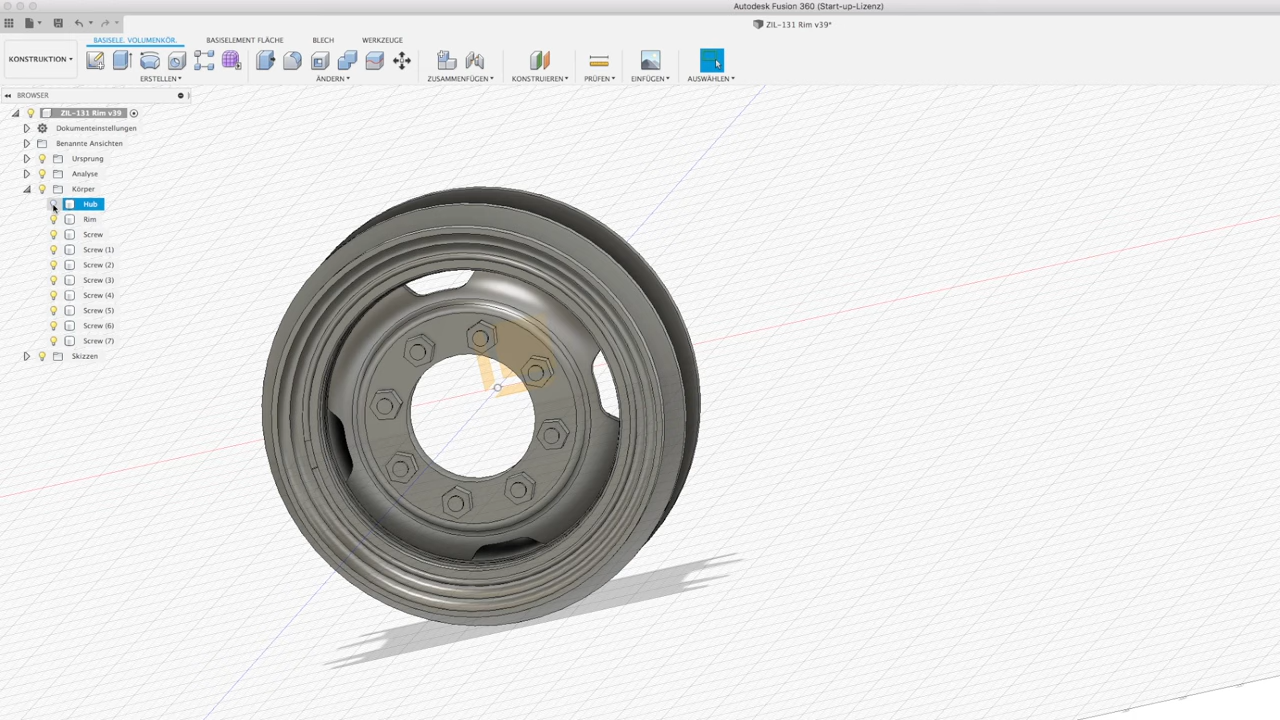 Autodesk Fusion 360 (Start-up-Lizenz)
ZIL-131 Rim v39*
BASISELE. VOLUMENKÖR. BASISELEMENT FLÄCHE BLECH WERKZEUGE
KONSTRUKTION
ERSTELLEN ÄNDERN ZUSAMMENFÜGEN KONSTRUIEREN PRÜFEN EINFÜGEN AUSWÄHLEN
BROWSER
ZIL-131 Rim v39
Dokumenteinstellungen
Benannte Ansichten
Ursprung
Analyse
Körper
Hub
Rim
Screw
Screw (1)
Screw (2)
Screw (3)
Screw (4)
Screw (5)
Screw (6)
Screw (7)
Skizzen